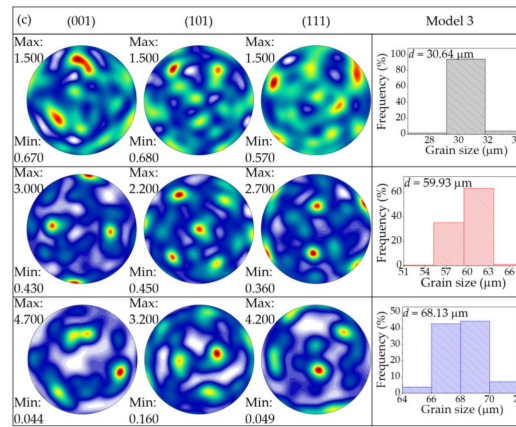 (c) (001) (101) (111) Model 3
Max: 1.500 Max: 1.500 Max: 1.500
Min: 0.670 Min: 0.680 Min: 0.570
d = 30.64 μm
Frequency (%)
100
80
60
40
20
0
28 30 32
Grain size (μm)
Max: 3.000 Max: 2.200 Max: 2.700
Min: 0.430 Min: 0.450 Min: 0.360
d = 59.93 μm
Frequency (%)
60
40
20
0
51 54 57 60 63 66
Grain size (μm)
Max: 4.700 Max: 3.200 Max: 4.200
Min: 0.044 Min: 0.160 Min: 0.049
d = 68.13 μm
Frequency (%)
50
40
30
20
10
0
64 66 68 70
Grain size (μm)